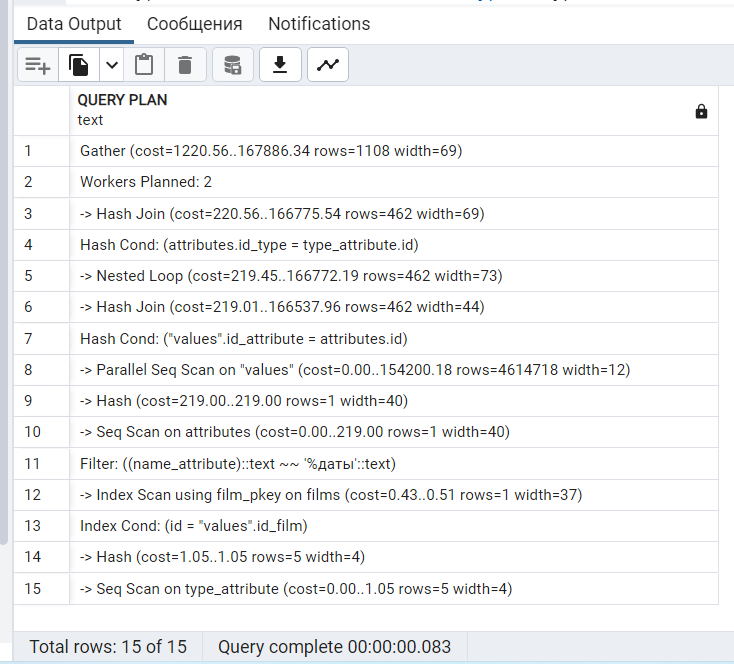 Data Output Сообщения Notifications
QUERY PLAN
text
1 Gather (cost=1220.56..167886.34 rows=1108 width=69)
2 Workers Planned: 2
3 -> Hash Join (cost=220.56..166775.54 rows=462 width=69)
4 Hash Cond: (attributes.id_type = type_attribute.id)
5 -> Nested Loop (cost=219.45..166772.19 rows=462 width=73)
6 -> Hash Join (cost=219.01..166537.96 rows=462 width=44)
7 Hash Cond: ("values".id_attribute = attributes.id)
8 -> Parallel Seq Scan on "values" (cost=0.00..154200.18 rows=4614718 width=12)
9 -> Hash (cost=219.00..219.00 rows=1 width=40)
10 -> Seq Scan on attributes (cost=0.00..219.00 rows=1 width=40)
11 Filter: ((name_attribute)::text ~~ '%даты'::text)
12 -> Index Scan using film_pkey on films (cost=0.43..0.51 rows=1 width=37)
13 Index Cond: (id = "values".id_film)
14 -> Hash (cost=1.05..1.05 rows=5 width=4)
15 -> Seq Scan on type_attribute (cost=0.00..1.05 rows=5 width=4)
Total rows: 15 of 15 Query complete 00:00:00.083